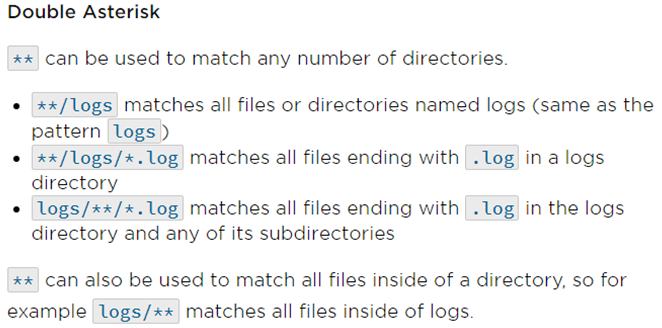 Double Asterisk
** can be used to match any number of directories.
• **/logs matches all files or directories named logs (same as the
pattern logs)
• **/logs/*.log matches all files ending with .log in a logs
directory
• logs/**/*.log matches all files ending with .log in the logs
directory and any of its subdirectories
** can also be used to match all files inside of a directory, so for
example logs/** matches all files inside of logs.